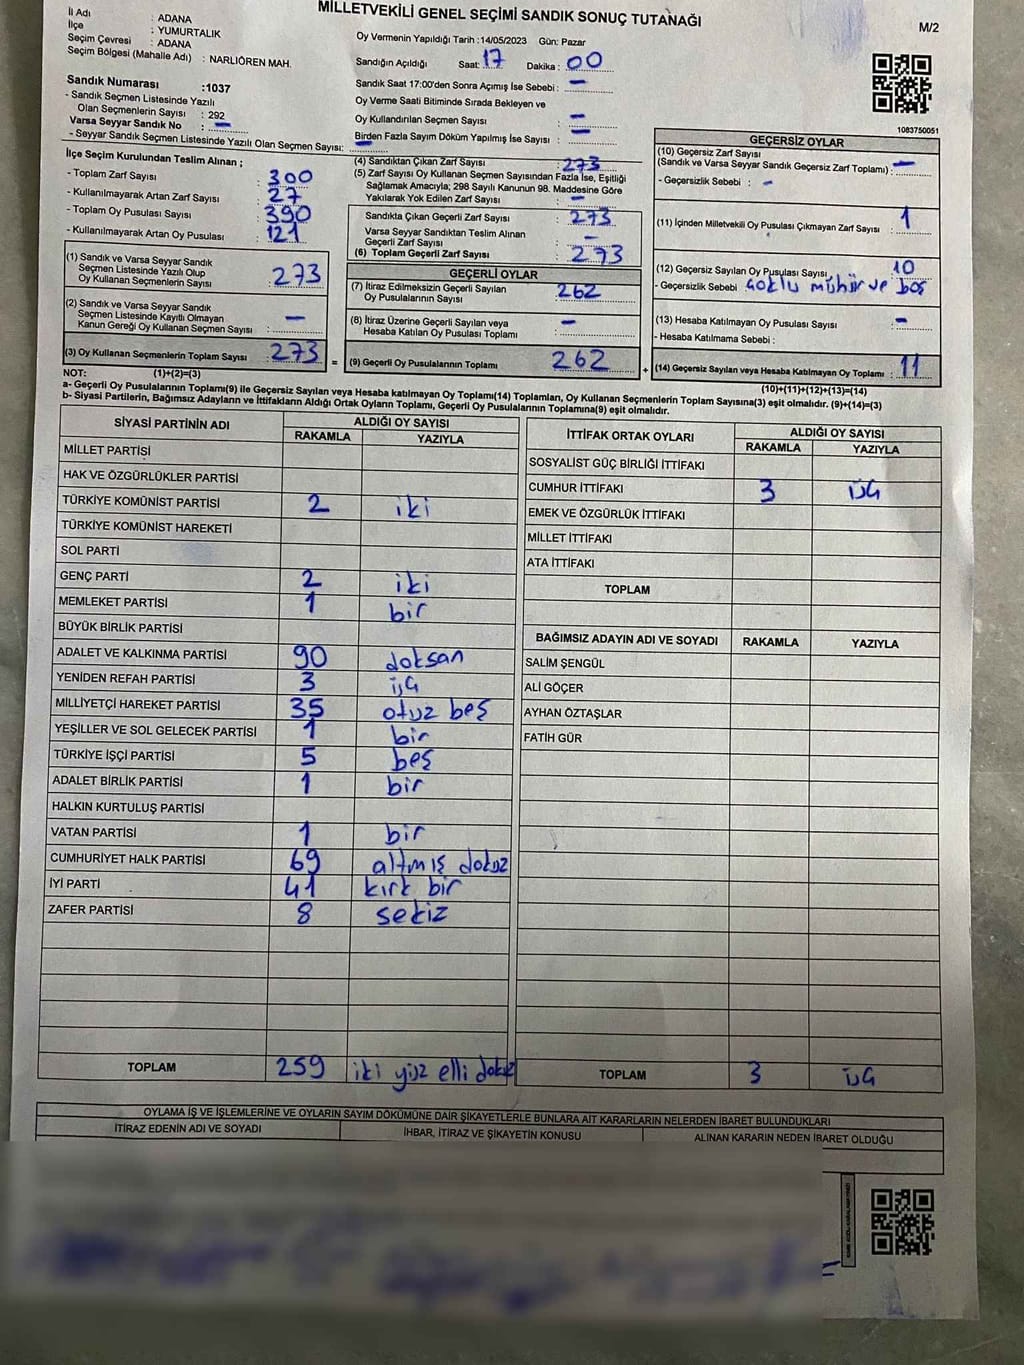 MİLLETVEKİLİ GENEL SEÇİMİ SANDIK SONUÇ TUTANAĞI
M/2
İl Adı : ADANA
İlçe : YUMURTALIK
Seçim Çevresi : ADANA
Seçim Bölgesi (Mahalle Adı) : NARLIÖREN MAH.
Oy Vermenin Yapıldığı Tarih :14/05/2023 Gün: Pazar
Sandığın Açıldığı Saat: 17 Dakika : 00
Sandık Saat 17:00'den Sonra Açımış İse Sebebi : -
Oy Verme Saati Bitiminde Sırada Bekleyen ve
Oy Kullandırılan Seçmen Sayısı : -
Birden Fazla Sayım Döküm Yapılmış İse Sayısı : -
Sandık Numarası :1037
- Sandık Seçmen Listesinde Yazılı
Olan Seçmenlerin Sayısı : 292
Varsa Seyyar Sandık No : -
- Seyyar Sandık Seçmen Listesinde Yazılı Olan Seçmen Sayısı: -
1083750051
İlçe Seçim Kurulundan Teslim Alınan ;
- Toplam Zarf Sayısı : 300
- Kullanılmayarak Artan Zarf Sayısı : 27
- Toplam Oy Pusulası Sayısı : 390
- Kullanılmayarak Artan Oy Pusulası : 121
(1) Sandık ve Varsa Seyyar Sandık
Seçmen Listesinde Yazılı Olup
Oy Kullanan Seçmenlerin Sayısı : 273
(2) Sandık ve Varsa Seyyar Sandık
Seçmen Listesinde Kayıtlı Olmayan
Kanun Gereği Oy Kullanan Seçmen Sayısı : -
(3) Oy Kullanan Seçmenlerin Toplam Sayısı : 273 =
(4) Sandıktan Çıkan Zarf Sayısı : 273
(5) Zarf Sayısı Oy Kullanan Seçmen Sayısından Fazla İse, Eşitliği
Sağlamak Amacıyla; 298 Sayılı Kanunun 98. Maddesine Göre
Yakılarak Yok Edilen Zarf Sayısı : -
Sandıkta Çıkan Geçerli Zarf Sayısı : 273
Varsa Seyyar Sandıktan Teslim Alınan
Geçerli Zarf Sayısı : -
(6) Toplam Geçerli Zarf Sayısı : 273
GEÇERLİ OYLAR
(7) İtiraz Edilmeksizin Geçerli Sayılan
Oy Pusulalarının Sayısı : 262
(8) İtiraz Üzerine Geçerli Sayılan veya
Hesaba Katılan Oy Pusulaları Toplamı : -
(9) Geçerli Oy Pusulalarının Toplamı : 262 +
GEÇERSİZ OYLAR
(10) Geçersiz Zarf Sayısı
(Sandık ve Varsa Seyyar Sandık Geçersiz Zarf Toplamı) : -
- Geçersizlik Sebebi : -
(11) İçinden Milletvekili Oy Pusulası Çıkmayan Zarf Sayısı : 1
(12) Geçersiz Sayılan Oy Pusulası Sayısı : 10
- Geçersizlik Sebebi çoklu mühür ve boş
(13) Hesaba Katılmayan Oy Pusulası Sayısı : -
- Hesaba Katılmama Sebebi :
(14) Geçersiz Sayılan veya Hesaba Katılmayan Oy Toplamı : 11
NOT: (1)+(2)=(3)
(10)+(11)+(12)+(13)=(14)
a- Geçerli Oy Pusulalarının Toplamı(9) ile Geçersiz Sayılan veya Hesaba katılmayan Oy Toplamı(14) Toplamları, Oy Kullanan Seçmenlerin Toplam Sayısına(3) eşit olmalıdır. (9)+(14)=(3)
b- Siyasi Partilerin, Bağımsız Adayların ve İttifakların Aldığı Ortak Oyların Toplamı, Geçerli Oy Pusulalarının Toplamına(9) eşit olmalıdır.
SİYASİ PARTİNİN ADI ALDIĞI OY SAYISI
RAKAMLA YAZIYLA
MİLLET PARTİSİ
HAK VE ÖZGÜRLÜKLER PARTİSİ
TÜRKİYE KOMÜNİST PARTİSİ 2 iki
TÜRKİYE KOMÜNİST HAREKETİ
SOL PARTİ
GENÇ PARTİ 2 iki
MEMLEKET PARTİSİ 1 bir
BÜYÜK BİRLİK PARTİSİ
ADALET VE KALKINMA PARTİSİ 90 doksan
YENİDEN REFAH PARTİSİ 3 üç
MİLLİYETÇİ HAREKET PARTİSİ 35 otuz beş
YEŞİLLER VE SOL GELECEK PARTİSİ 1 bir
TÜRKİYE İŞÇİ PARTİSİ 5 beş
ADALET BİRLİK PARTİSİ 1 bir
HALKIN KURTULUŞ PARTİSİ
VATAN PARTİSİ 1 bir
CUMHURİYET HALK PARTİSİ 69 altmış dokuz
İYİ PARTİ 41 kırk bir
ZAFER PARTİSİ 8 sekiz
TOPLAM 259 iki yüz elli dokuz
İTTİFAK ORTAK OYLARI ALDIĞI OY SAYISI
RAKAMLA YAZIYLA
SOSYALİST GÜÇ BİRLİĞİ İTTİFAKI
CUMHUR İTTİFAKI 3 üç
EMEK VE ÖZGÜRLÜK İTTİFAKI
MİLLET İTTİFAKI
ATA İTTİFAKI
TOPLAM
BAĞIMSIZ ADAYIN ADI VE SOYADI RAKAMLA YAZIYLA
SALİM ŞENGÜL
ALİ GÖÇER
AYHAN ÖZTAŞLAR
FATİH GÜR
TOPLAM 3 üç
OYLAMA İŞ VE İŞLEMLERİNE VE OYLARIN SAYIM DÖKÜMÜNE DAİR ŞİKAYETLERLE BUNLARA AİT KARARLARIN NELERDEN İBARET BULUNDUKLARI
İTİRAZ EDENİN ADI VE SOYADI İHBAR, İTİRAZ VE ŞİKAYETİN KONUSU ALINAN KARARIN NEDEN İBARET OLDUĞU